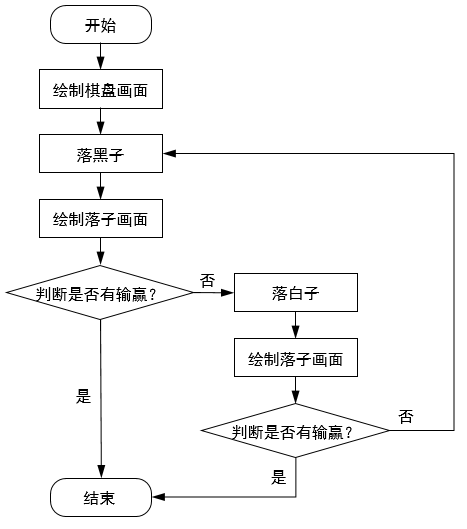 开始
绘制棋盘画面
落黑子
绘制落子画面
判断是否有输赢?
否
落白子
绘制落子画面
是
判断是否有输赢?
否
是
结束